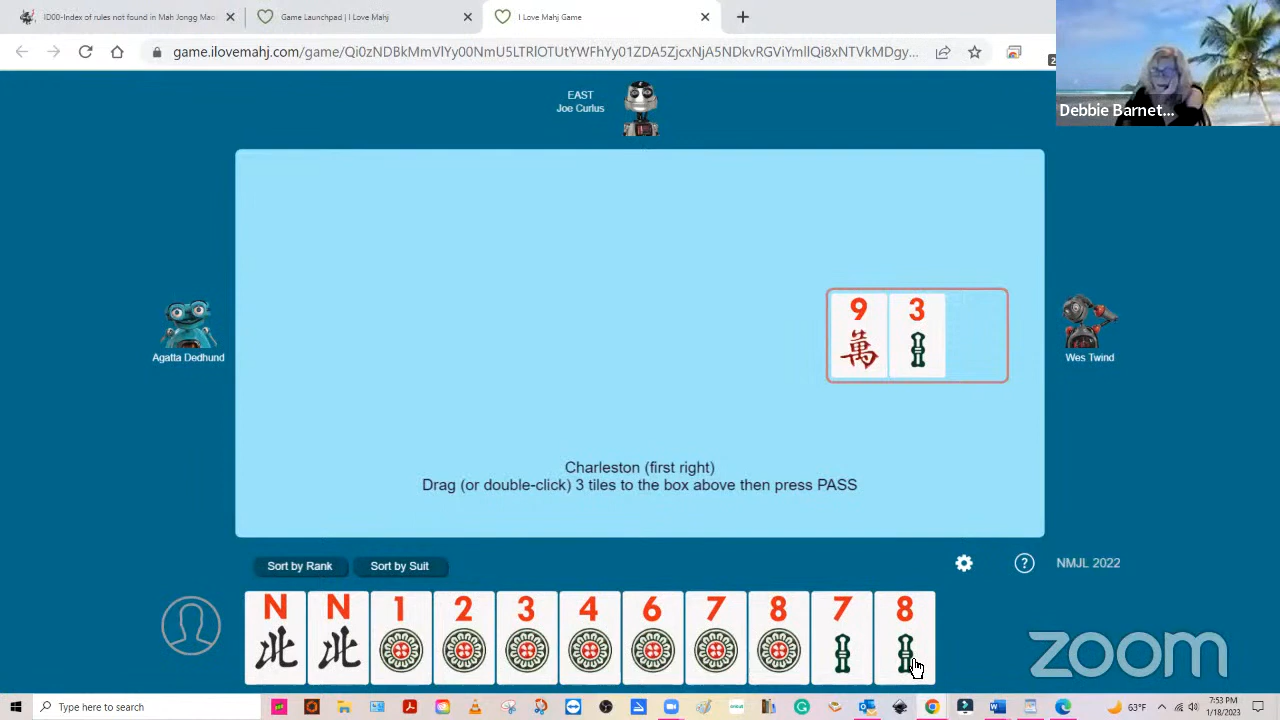 1D00-Index of rules not found in Mah Jongg Mad
Game Launchpad | I Love Mahj
I Love Mahj Game
game.ilovemahj.com/game/Qi0zNDBkMmVlYy00NmU5LTRlOTUtYWFhYy01ZDA5ZjcxNjA5NDkvRGViYmllQi8xNTVkMDgy...
EAST
Joe Curlus
Debbie Barnet...
Agatta Dedhund
Wes Twind
9 3
萬
Charleston (first right)
Drag (or double-click) 3 tiles to the box above then press PASS
Sort by Rank Sort by Suit
NMJL 2022
N N 1 2 3 4 6 7 8 7 8
北 北
zoom
Type here to search
63°F
7:53 PM
1/18/2023